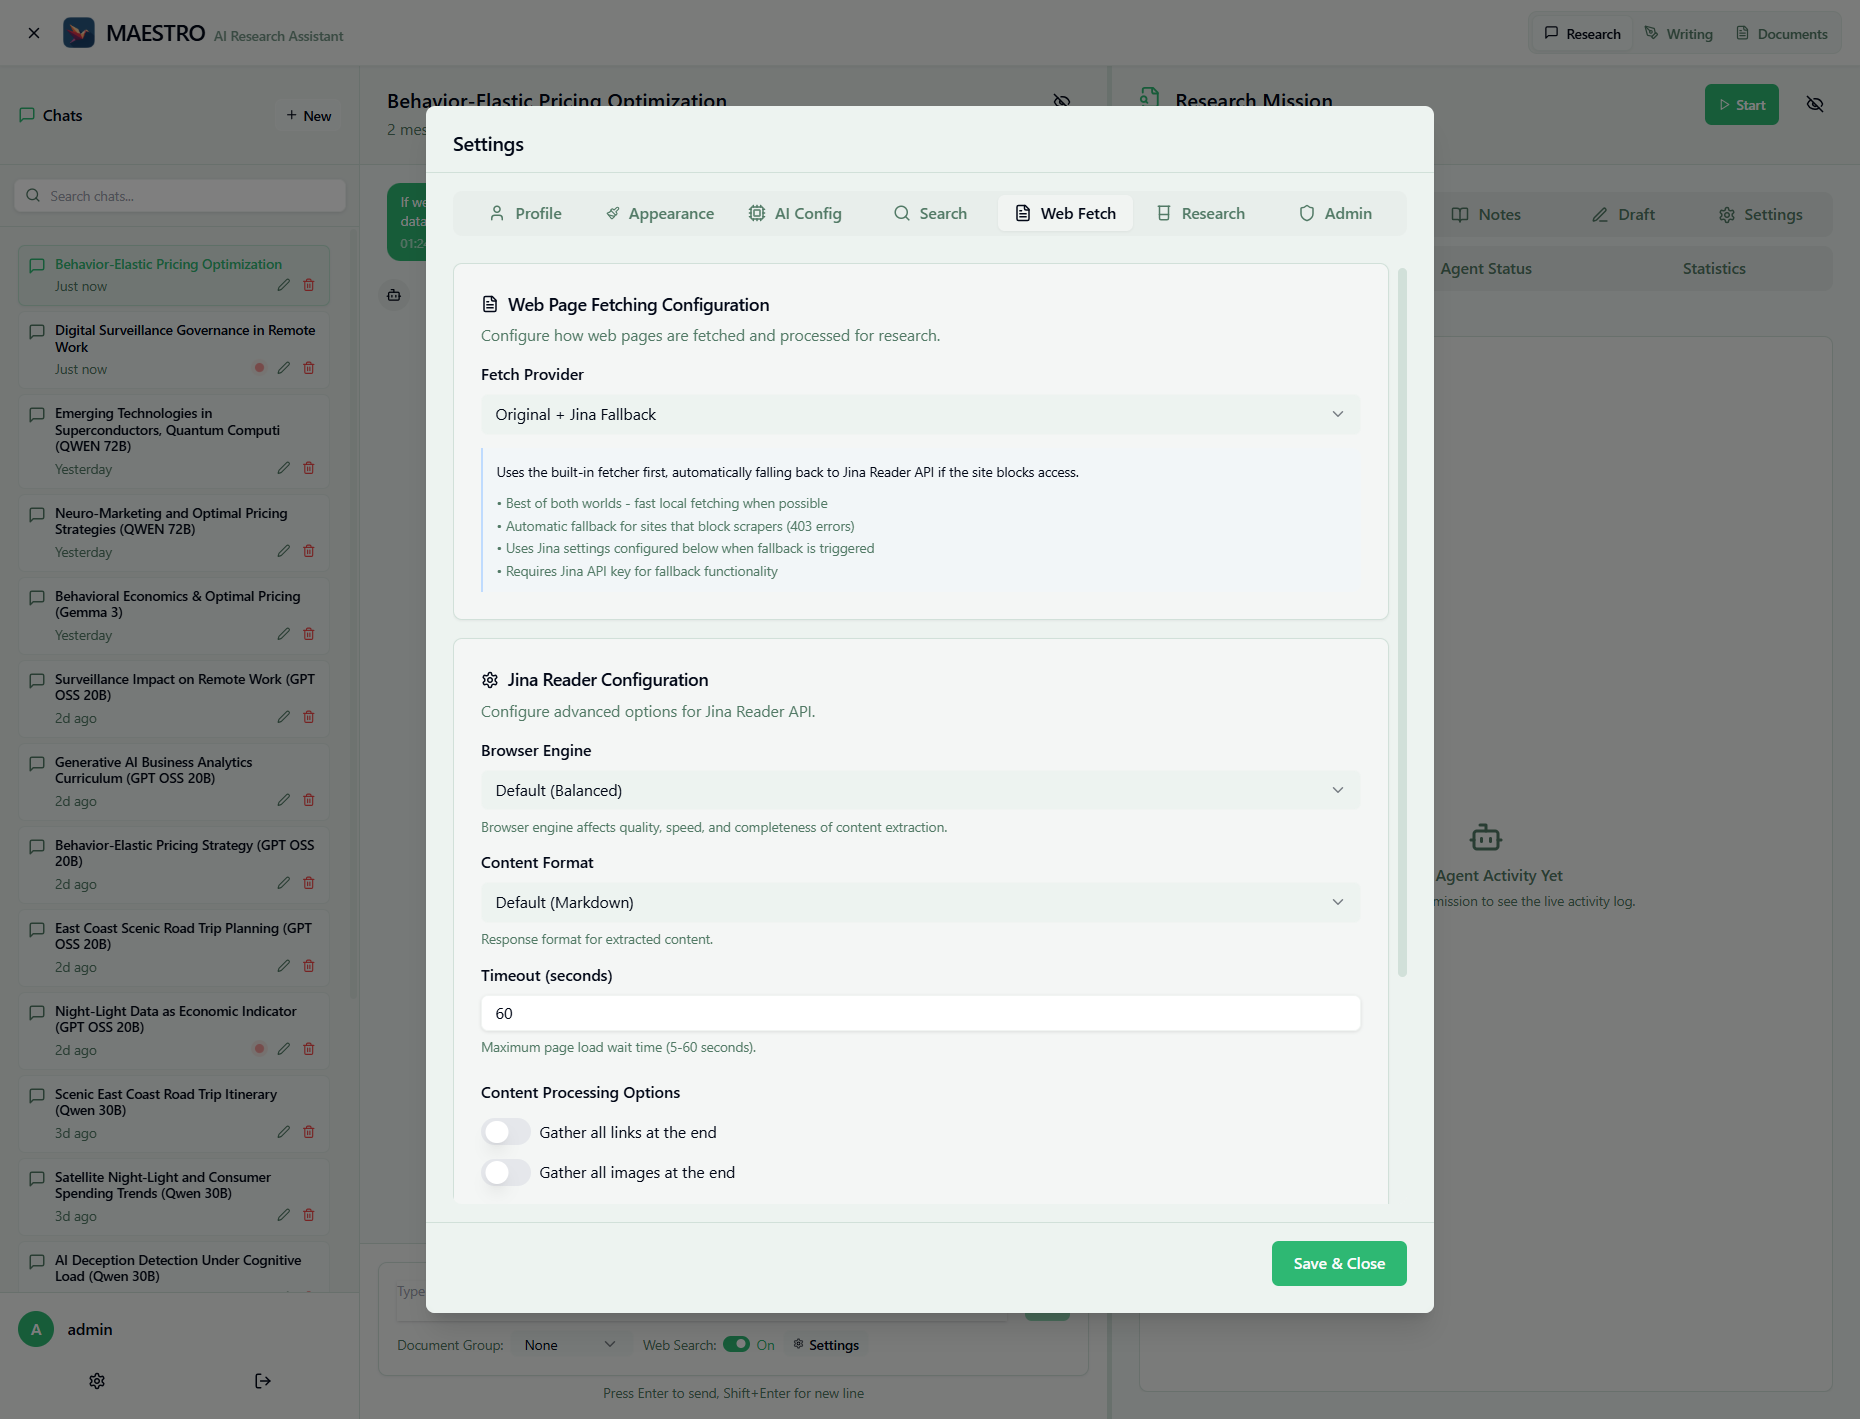 MAESTRO AI Research Assistant
Research
Writing
Documents
Chats
+ New
Search chats...
Behavior-Elastic Pricing Optimization
Just now
Digital Surveillance Governance in Remote
Work
Just now
Emerging Technologies in
Superconductors, Quantum Computi
(QWEN 72B)
Yesterday
Neuro-Marketing and Optimal Pricing
Strategies (QWEN 72B)
Yesterday
Behavioral Economics & Optimal Pricing
(Gemma 3)
Yesterday
Surveillance Impact on Remote Work (GPT
OSS 20B)
2d ago
Generative AI Business Analytics
Curriculum (GPT OSS 20B)
2d ago
Behavior-Elastic Pricing Strategy (GPT OSS
20B)
2d ago
East Coast Scenic Road Trip Planning (GPT
OSS 20B)
2d ago
Night-Light Data as Economic Indicator
(GPT OSS 20B)
2d ago
Scenic East Coast Road Trip Itinerary
(Qwen 30B)
3d ago
Satellite Night-Light and Consumer
Spending Trends (Qwen 30B)
3d ago
AI Deception Detection Under Cognitive
Load (Qwen 30B)
A
admin
Behavior-Elastic Pricing Optimization
2 mes
If we
data
Research Mission
Start
Notes
Draft
Settings
Agent Status
Statistics
Agent Activity Yet
mission to see the live activity log.
Settings
Profile
Appearance
AI Config
Search
Web Fetch
Research
Admin
Web Page Fetching Configuration
Configure how web pages are fetched and processed for research.
Fetch Provider
Original + Jina Fallback
Uses the built-in fetcher first, automatically falling back to Jina Reader API if the site blocks access.
• Best of both worlds - fast local fetching when possible
• Automatic fallback for sites that block scrapers (403 errors)
• Uses Jina settings configured below when fallback is triggered
• Requires Jina API key for fallback functionality
Jina Reader Configuration
Configure advanced options for Jina Reader API.
Browser Engine
Default (Balanced)
Browser engine affects quality, speed, and completeness of content extraction.
Content Format
Default (Markdown)
Response format for extracted content.
Timeout (seconds)
60
Maximum page load wait time (5-60 seconds).
Content Processing Options
Gather all links at the end
Gather all images at the end
Save & Close
Type
Document Group:
None
Web Search:
On
Settings
Press Enter to send, Shift+Enter for new line